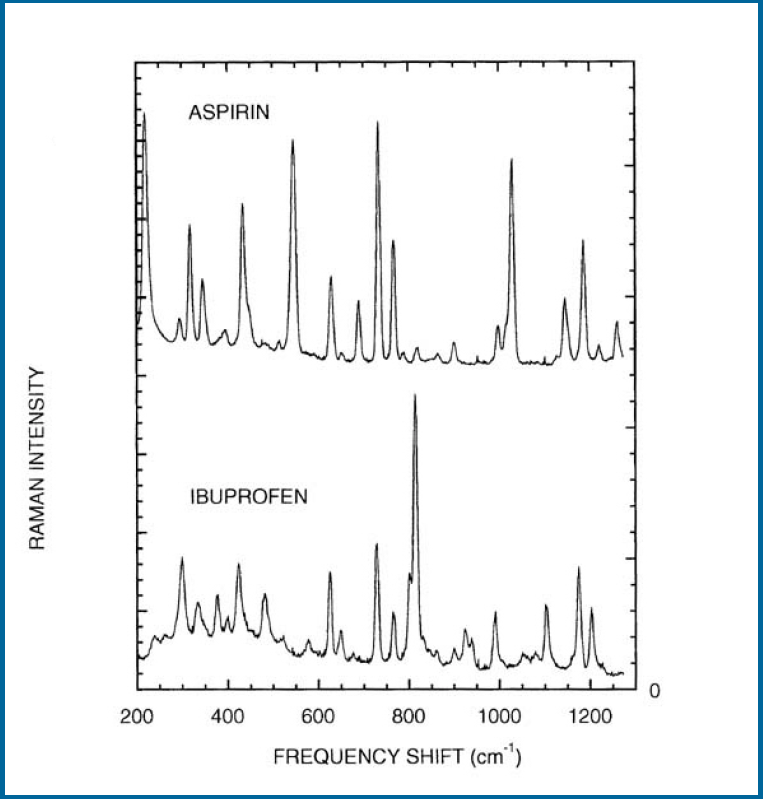 ASPIRIN
RAMAN INTENSITY
IBUPROFEN
0
200 400 600 800 1000 1200
FREQUENCY SHIFT (cm⁻¹)